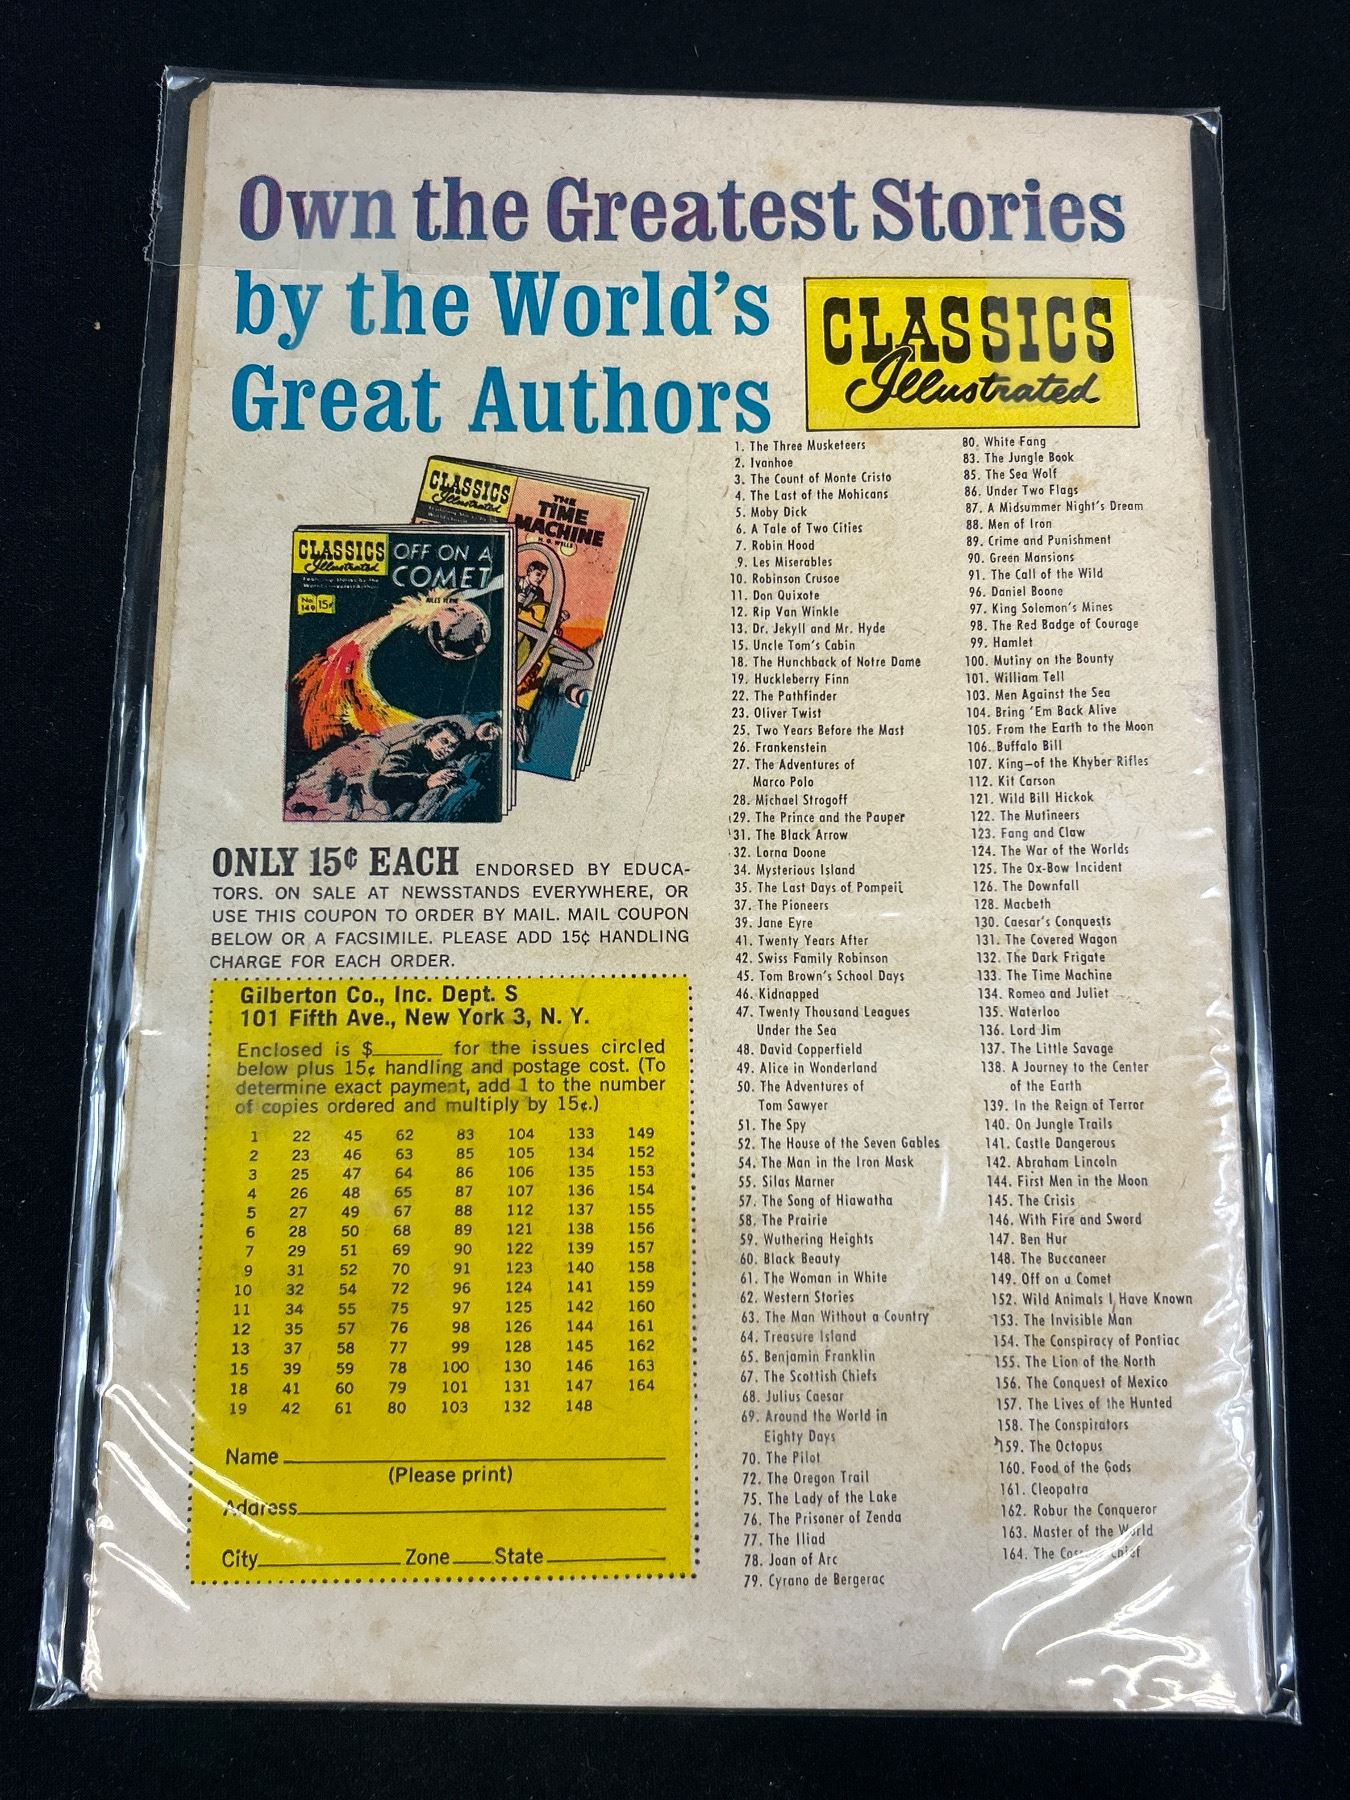 Own the Greatest Stories
by the World's
Great Authors
CLASSICS
Illustrated
CLASSICS
Illustrated
THE
TIME
MACHINE
H. G. WELLS
CLASSICS
Illustrated
OFF ON A
COMET
JULES VERNE
No.
149
15¢
ONLY 15¢ EACH ENDORSED BY EDUCA-
TORS. ON SALE AT NEWSSTANDS EVERYWHERE, OR
USE THIS COUPON TO ORDER BY MAIL. MAIL COUPON
BELOW OR A FACSIMILE. PLEASE ADD 15¢ HANDLING
CHARGE FOR EACH ORDER.
Gilberton Co., Inc. Dept. S
101 Fifth Ave., New York 3, N. Y.
Enclosed is $______ for the issues circled
below plus 15¢ handling and postage cost. (To
determine exact payment, add 1 to the number
of copies ordered and multiply by 15¢.)
1 22 45 62 83 104 133 149
2 23 46 63 85 105 134 152
3 25 47 64 86 106 135 153
4 26 48 65 87 107 136 154
5 27 49 67 88 112 137 155
6 28 50 68 89 121 138 156
7 29 51 69 90 122 139 157
9 31 52 70 91 123 140 158
10 32 54 72 96 124 141 159
11 34 55 75 97 125 142 160
12 35 57 76 98 126 144 161
13 37 58 77 99 128 145 162
15 39 59 78 100 130 146 163
18 41 60 79 101 131 147 164
19 42 61 80 103 132 148
Name
(Please print)
Address
City Zone State
1. The Three Musketeers
2. Ivanhoe
3. The Count of Monte Cristo
4. The Last of the Mohicans
5. Moby Dick
6. A Tale of Two Cities
7. Robin Hood
9. Les Miserables
10. Robinson Crusoe
11. Don Quixote
12. Rip Van Winkle
13. Dr. Jekyll and Mr. Hyde
15. Uncle Tom's Cabin
18. The Hunchback of Notre Dame
19. Huckleberry Finn
22. The Pathfinder
23. Oliver Twist
25. Two Years Before the Mast
26. Frankenstein
27. The Adventures of
Marco Polo
28. Michael Strogoff
29. The Prince and the Pauper
31. The Black Arrow
32. Lorna Doone
34. Mysterious Island
35. The Last Days of Pompeii
37. The Pioneers
39. Jane Eyre
41. Twenty Years After
42. Swiss Family Robinson
45. Tom Brown's School Days
46. Kidnapped
47. Twenty Thousand Leagues
Under the Sea
48. David Copperfield
49. Alice in Wonderland
50. The Adventures of
Tom Sawyer
51. The Spy
52. The House of the Seven Gables
54. The Man in the Iron Mask
55. Silas Marner
57. The Song of Hiawatha
58. The Prairie
59. Wuthering Heights
60. Black Beauty
61. The Woman in White
62. Western Stories
63. The Man Without a Country
64. Treasure Island
65. Benjamin Franklin
67. The Scottish Chiefs
68. Julius Caesar
69. Around the World in
Eighty Days
70. The Pilot
72. The Oregon Trail
75. The Lady of the Lake
76. The Prisoner of Zenda
77. The Iliad
78. Joan of Arc
79. Cyrano de Bergerac
80. White Fang
83. The Jungle Book
85. The Sea Wolf
86. Under Two Flags
87. A Midsummer Night's Dream
88. Men of Iron
89. Crime and Punishment
90. Green Mansions
91. The Call of the Wild
96. Daniel Boone
97. King Solomon's Mines
98. The Red Badge of Courage
99. Hamlet
100. Mutiny on the Bounty
101. William Tell
103. Men Against the Sea
104. Bring 'Em Back Alive
105. From the Earth to the Moon
106. Buffalo Bill
107. King—of the Khyber Rifles
112. Kit Carson
121. Wild Bill Hickok
122. The Mutineers
123. Fang and Claw
124. The War of the Worlds
125. The Ox-Bow Incident
126. The Downfall
128. Macbeth
130. Caesar's Conquests
131. The Covered Wagon
132. The Dark Frigate
133. The Time Machine
134. Romeo and Juliet
135. Waterloo
136. Lord Jim
137. The Little Savage
138. A Journey to the Center
of the Earth
139. In the Reign of Terror
140. On Jungle Trails
141. Castle Dangerous
142. Abraham Lincoln
144. First Men in the Moon
145. The Crisis
146. With Fire and Sword
147. Ben Hur
148. The Buccaneer
149. Off on a Comet
152. Wild Animals I Have Known
153. The Invisible Man
154. The Conspiracy of Pontiac
155. The Lion of the North
156. The Conquest of Mexico
157. The Lives of the Hunted
158. The Conspirators
159. The Octopus
160. Food of the Gods
161. Cleopatra
162. Robur the Conqueror
163. Master of the World
164. The Chief